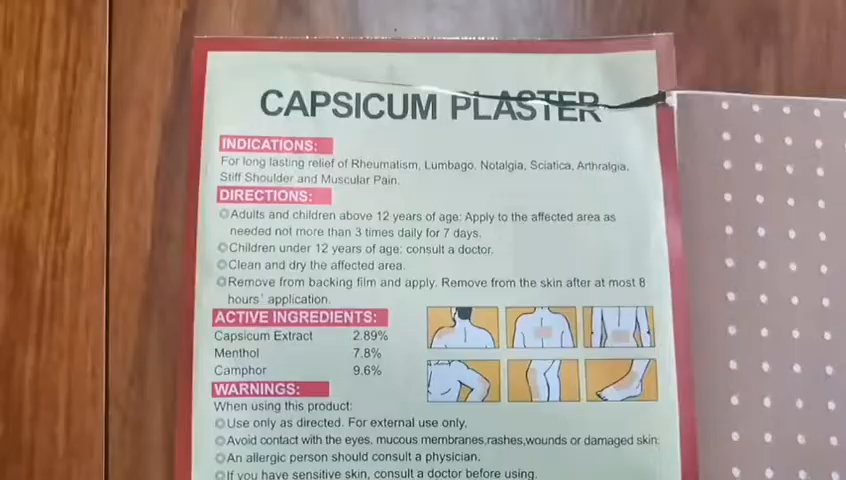 CAPSICUM PLASTER
INDICATIONS:
For long lasting relief of Rheumatism, Lumbago, Notalgia, Sciatica, Arthralgia,
Stiff Shoulder and Muscular Pain.
DIRECTIONS:
◎Adults and children above 12 years of age: Apply to the affected area as
needed not more than 3 times daily for 7 days.
◎Children under 12 years of age: consult a doctor.
◎Clean and dry the affected area.
◎Remove from backing film and apply. Remove from the skin after at most 8
hours' application.
ACTIVE INGREDIENTS:
Capsicum Extract 2.89%
Menthol 7.8%
Camphor 9.6%
WARNINGS:
When using this product:
◎Use only as directed. For external use only.
◎Avoid contact with the eyes, mucous membranes,rashes,wounds or damaged skin.
◎An allergic person should consult a physician.
◎If you have sensitive skin, consult a doctor before using.